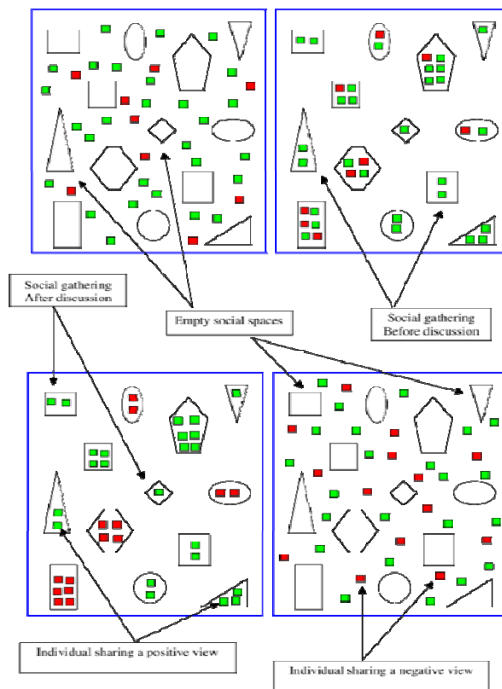 Social gathering
After discussion
Empty social spaces
Social gathering
Before discussion
Individual sharing a positive view
Individual sharing a negative view